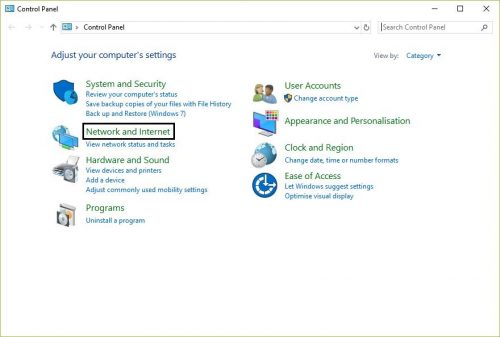 Control Panel
Control Panel
Search Control Panel
Adjust your computer's settings
View by: Category
System and Security
Review your computer's status
Save backup copies of your files with File History
Back up and Restore (Windows 7)
Network and Internet
View network status and tasks
Hardware and Sound
View devices and printers
Add a device
Adjust commonly used mobility settings
Programs
Uninstall a program
User Accounts
Change account type
Appearance and Personalisation
Clock and Region
Change date, time or number formats
Ease of Access
Let Windows suggest settings
Optimise visual display